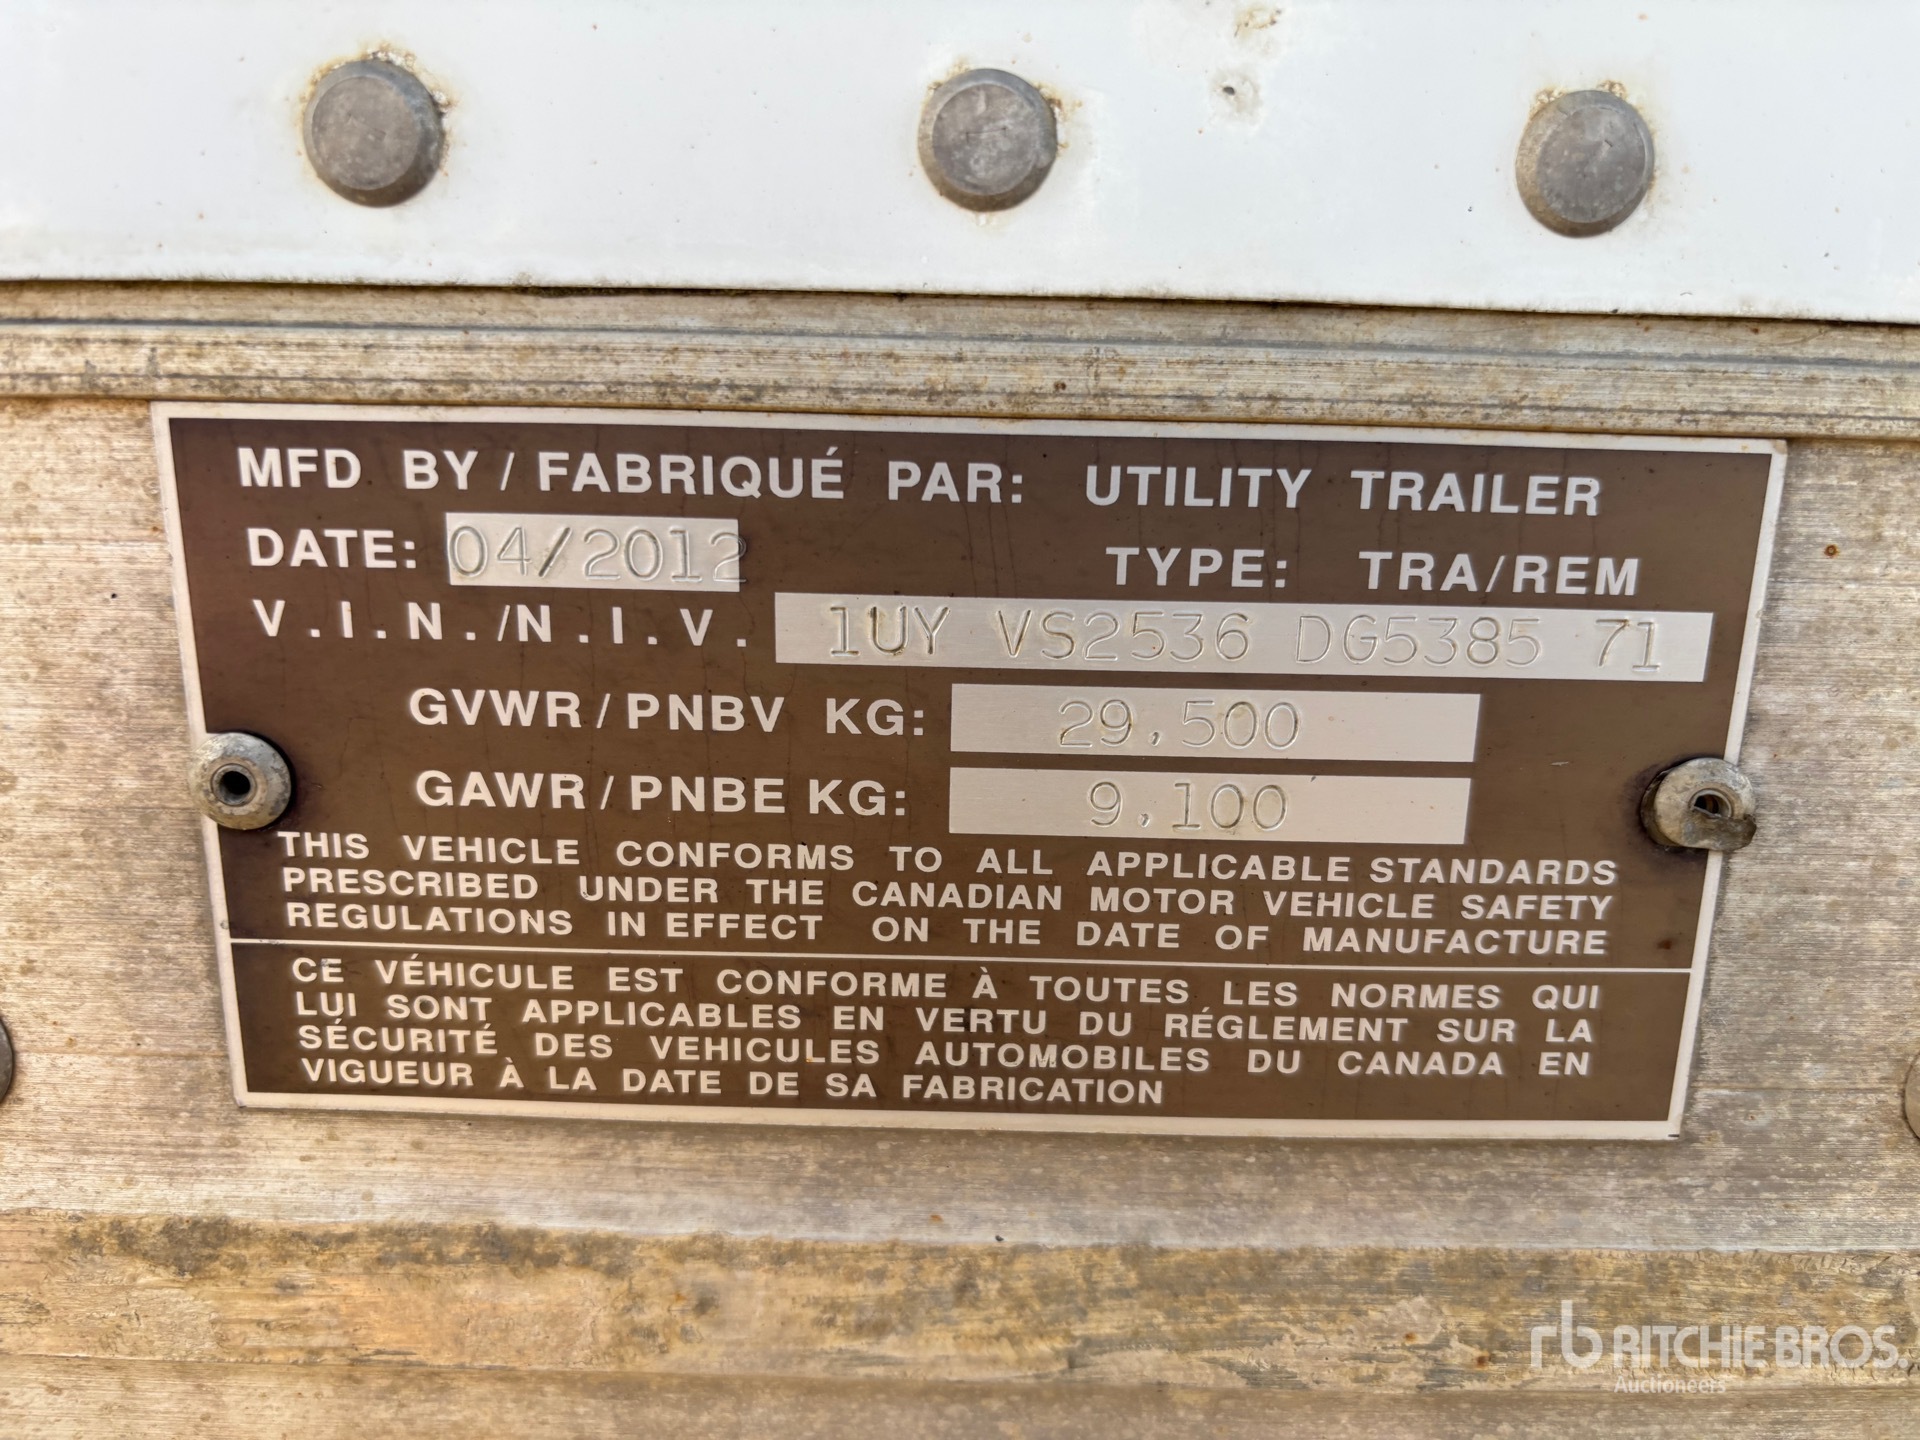 MFD BY / FABRIQUÉ PAR: UTILITY TRAILER
DATE: 04/2012 TYPE: TRA/REM
V.I.N./N.I.V. 1UY VS2536 DG5385 71
GVWR / PNBV KG: 29,500
GAWR / PNBE KG: 9,100
THIS VEHICLE CONFORMS TO ALL APPLICABLE STANDARDS
PRESCRIBED UNDER THE CANADIAN MOTOR VEHICLE SAFETY
REGULATIONS IN EFFECT ON THE DATE OF MANUFACTURE
CE VÉHICULE EST CONFORME À TOUTES LES NORMES QUI
LUI SONT APPLICABLES EN VERTU DU RÉGLEMENT SUR LA
SÉCURITÉ DES VEHICULES AUTOMOBILES DU CANADA EN
VIGUEUR À LA DATE DE SA FABRICATION
rb RITCHIE BROS.
Auctioneers